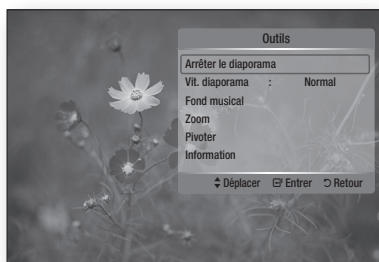 Outils
Arrêter le diaporama
Vit. diaporama : Normal
Fond musical
Zoom
Pivoter
Information
Déplacer Entrer Retour